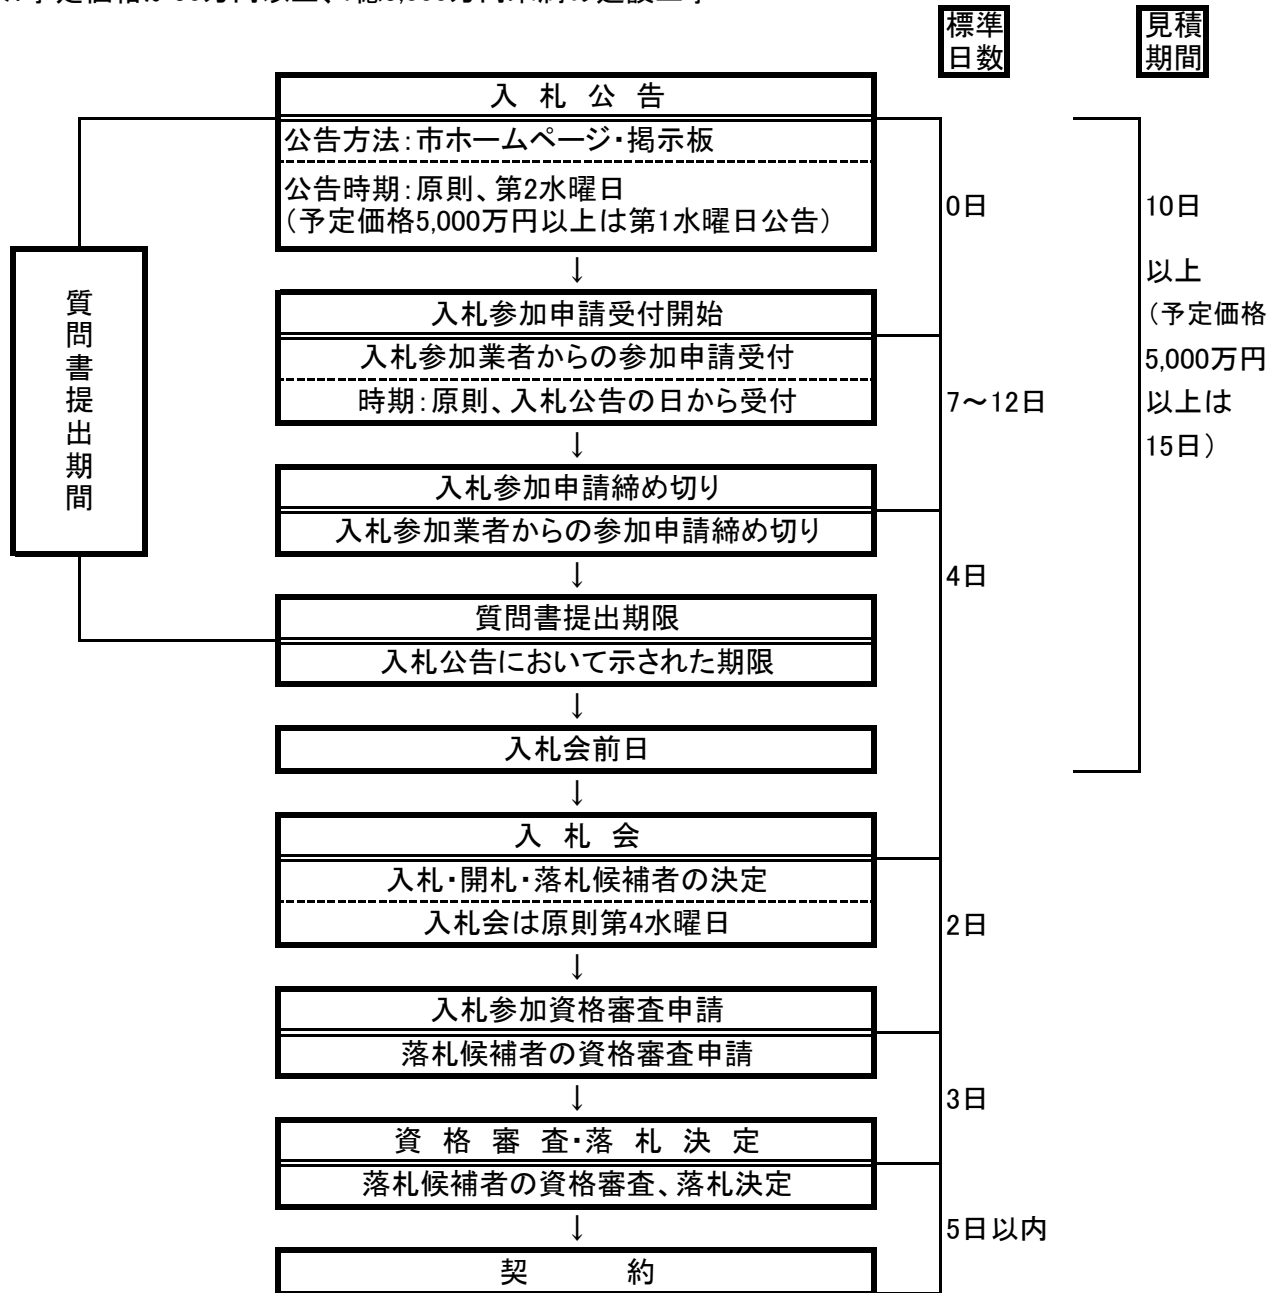 標準
日数
見積
期間
入 札 公 告
公告方法：市ホームページ・掲示板
公告時期：原則、第2水曜日
（予定価格5,000万円以上は第1水曜日公告）
0日
10日
以上
（予定価格
5,000万円
以上は
15日）
↓
質問書提出期間
入札参加申請受付開始
入札参加業者からの参加申請受付
時期：原則、入札公告の日から受付
7～12日
↓
入札参加申請締め切り
入札参加業者からの参加申請締め切り
↓
4日
質問書提出期限
入札公告において示された期限
↓
入札会前日
↓
入 札 会
入札・開札・落札候補者の決定
入札会は原則第4水曜日
2日
↓
入札参加資格審査申請
落札候補者の資格審査申請
↓
3日
資 格 審 査・落 札 決 定
落札候補者の資格審査、落札決定
↓
5日以内
契 約